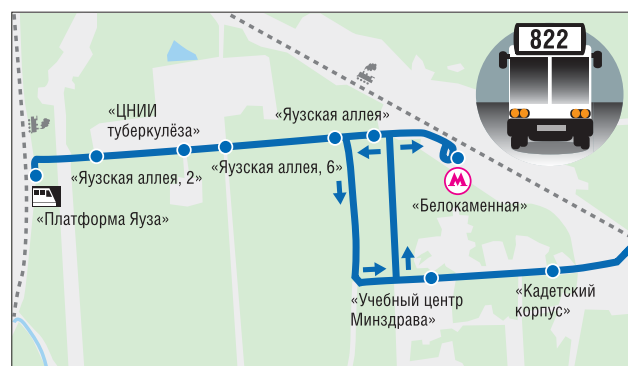 822
«ЦНИИ
туберкулёза»
«Яузская аллея»
«Яузская аллея, 2»
«Яузская аллея, 6»
«Платформа Яуза»
М
«Белокаменная»
«Учебный центр
Минздрава»
«Кадетский
корпус»